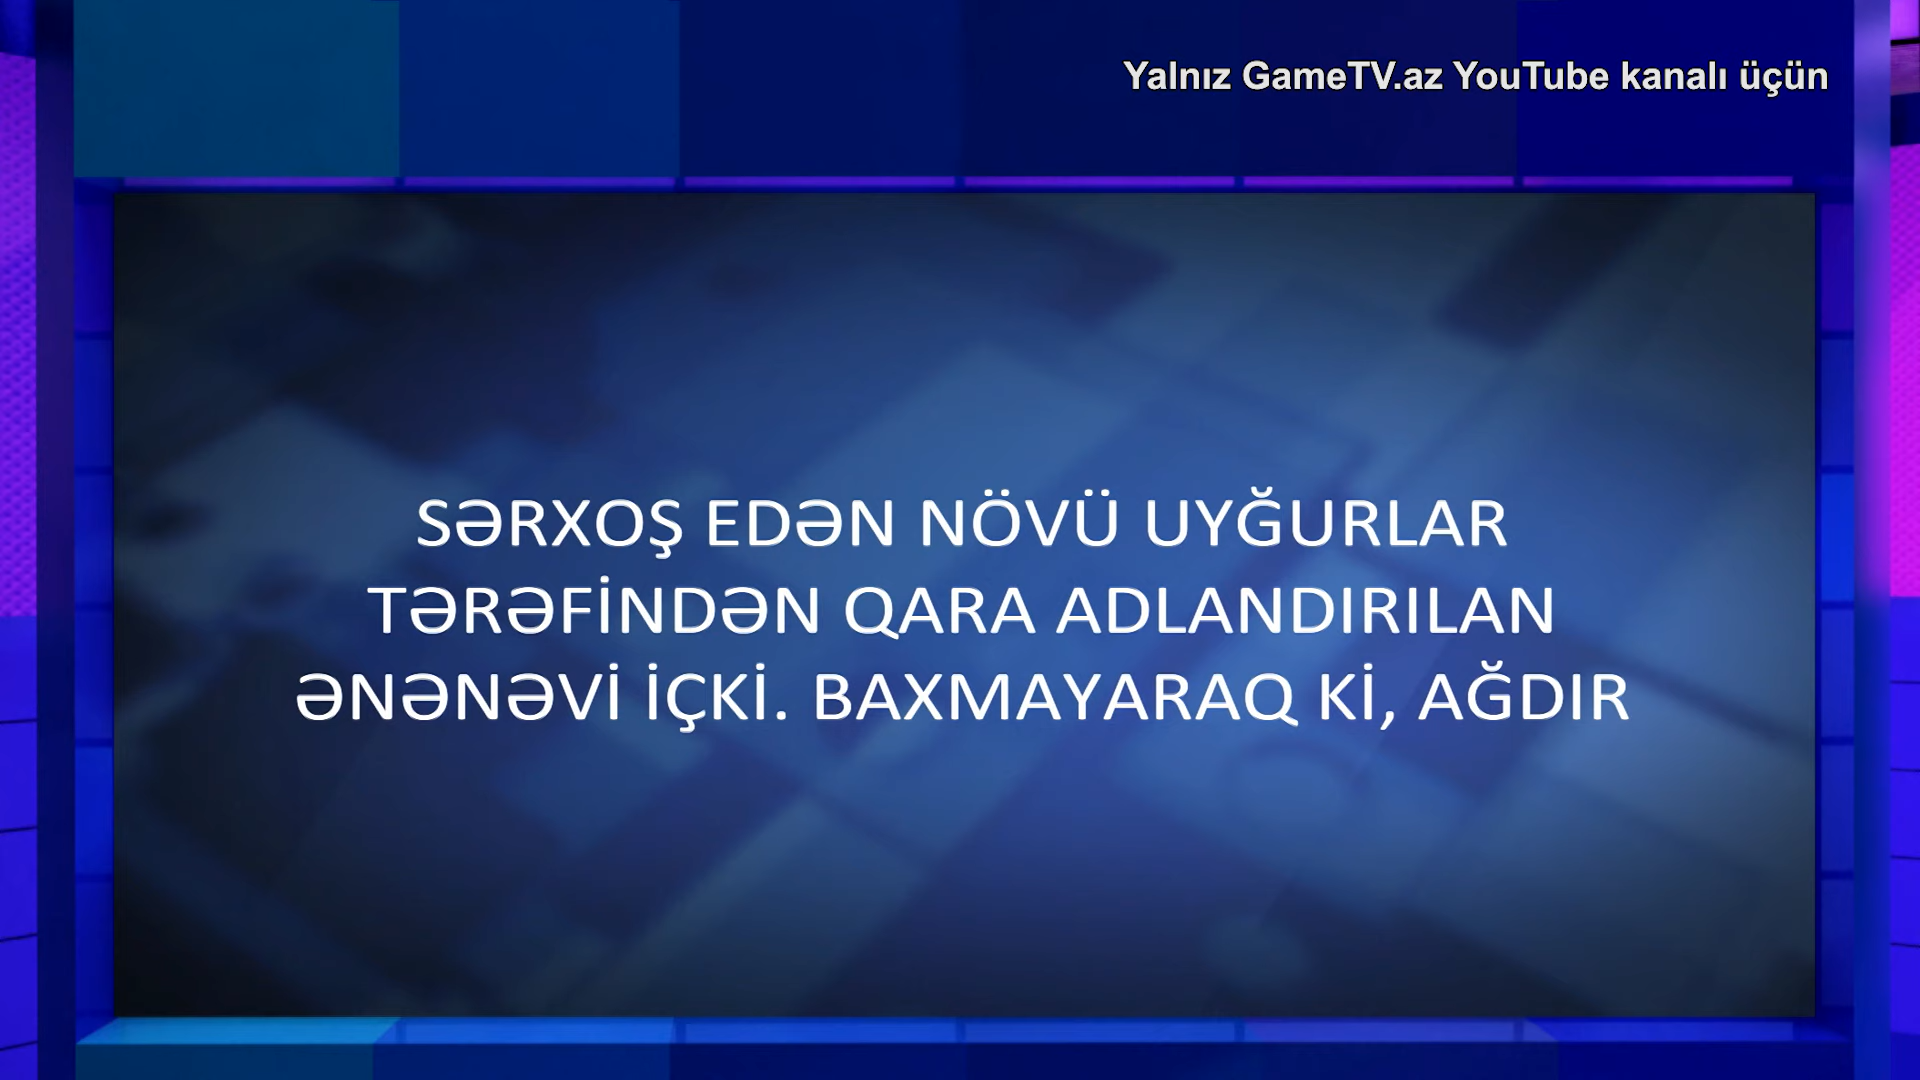 Yalnız GameTV.az YouTube kanalı üçün
SƏRXOŞ EDƏN NÖVÜ UYĞURLAR
TƏRƏFİNDƏN QARA ADLANDIRILAN
ƏNƏNƏVİ İÇKİ. BAXMAYARAQ Kİ, AĞDIR